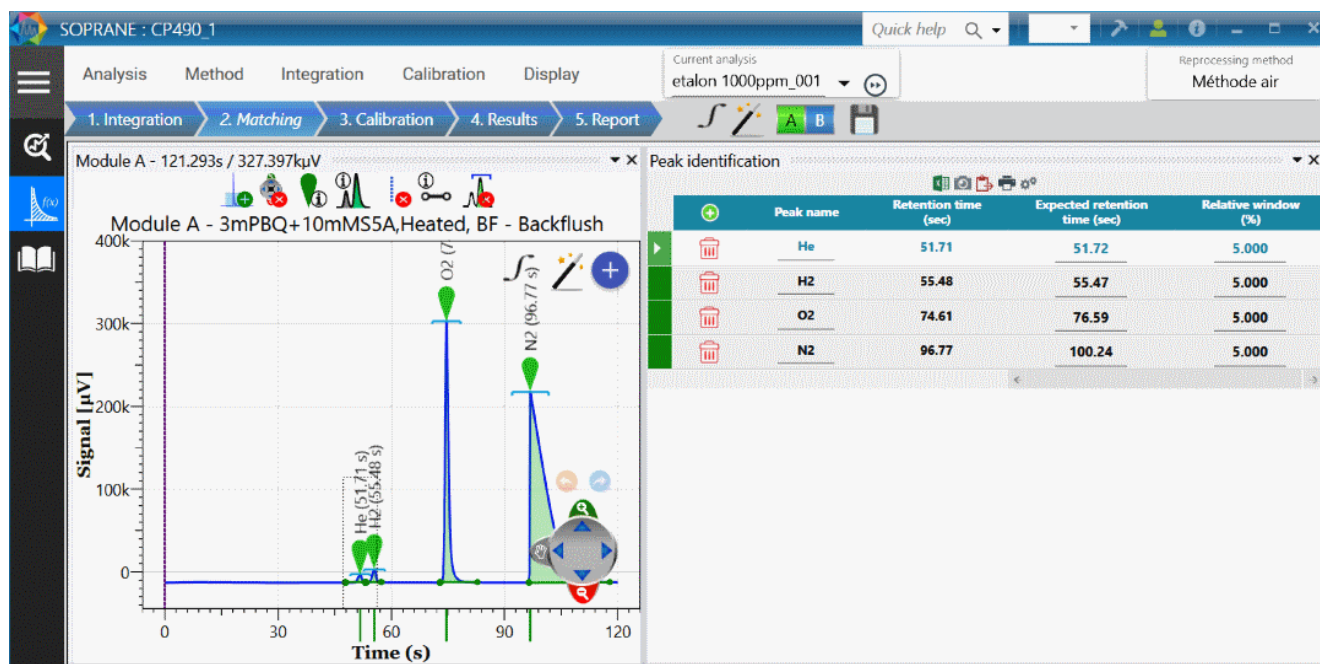 SOPRANE : CP490_1
Quick help
Analysis Method Integration Calibration Display
Current analysis
etalon 1000ppm_001
Reprocessing method
Méthode air
1. Integration 2. Matching 3. Calibration 4. Results 5. Report
A B
Module A - 121.293s / 327.397kµV
Module A - 3mPBQ+10mMS5A,Heated, BF - Backflush
400k
300k
200k
100k
0
Signal [µV]
He (51.71 s)
H2 (55.48 s)
O2 (7
N2 (96.77 s)
0 30 60 90 120
Time (s)
Peak identification
Peak name Retention time (sec) Expected retention time (sec) Relative window (%)
He 51.71 51.72 5.000
H2 55.48 55.47 5.000
O2 74.61 76.59 5.000
N2 96.77 100.24 5.000